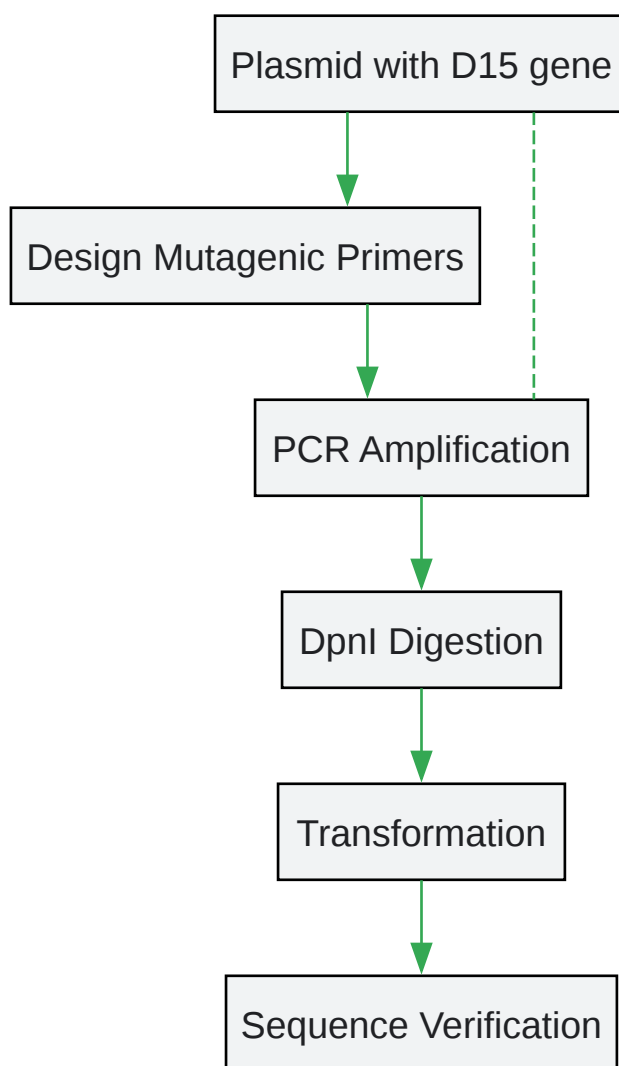 Plasmid with D15 gene
Design Mutagenic Primers
PCR Amplification
DpnI Digestion
Transformation
Sequence Verification